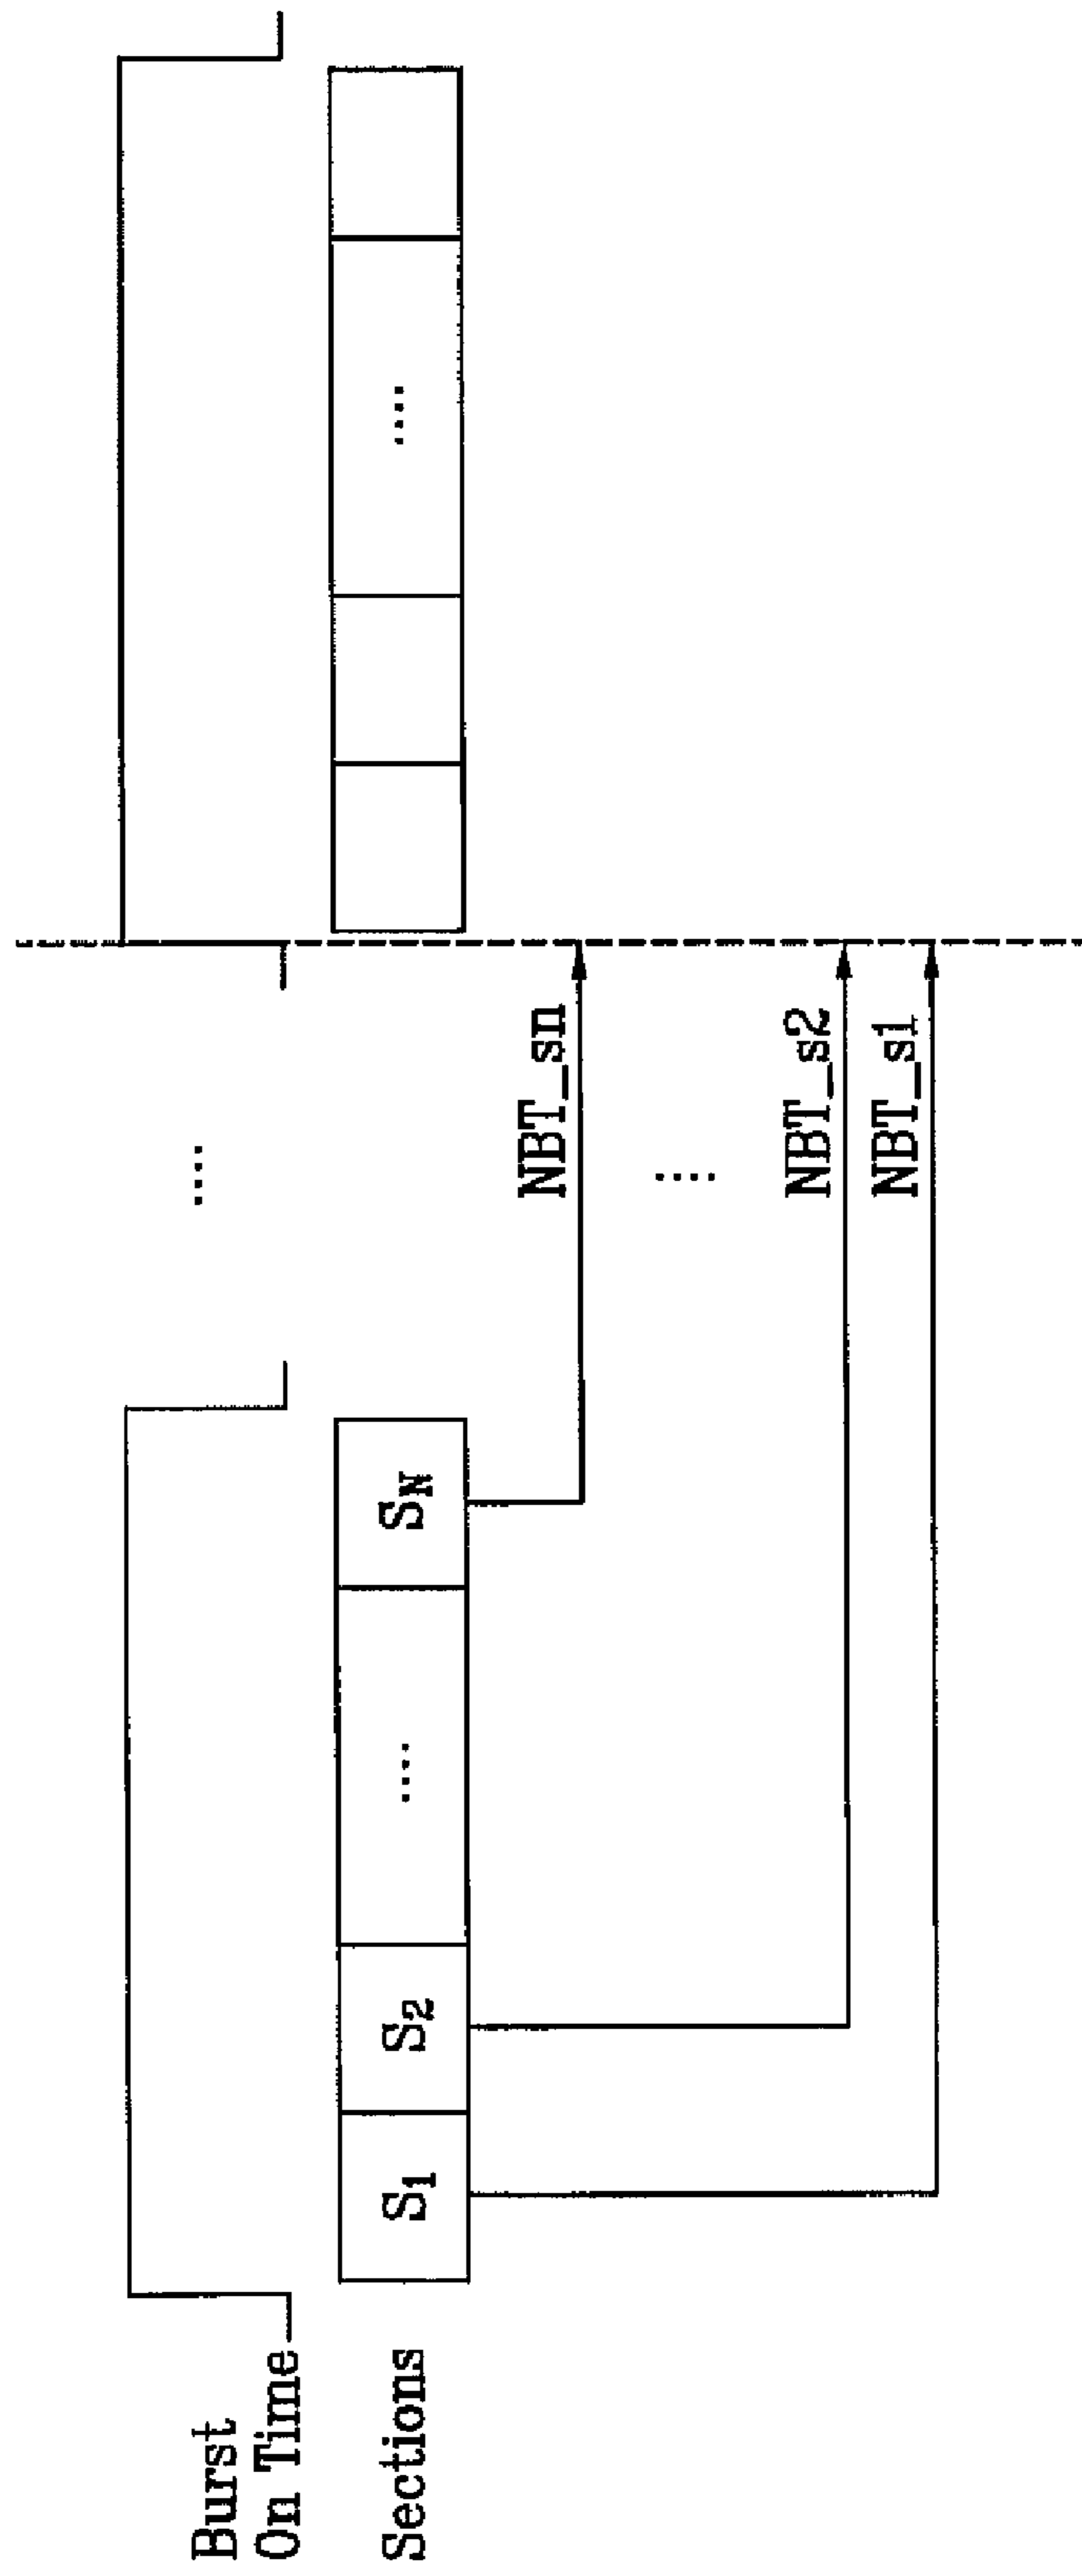 Burst
On Time
....
Sections
S1
S2
....
SN
....
NBT_sn
....
NBT_s2
NBT_s1